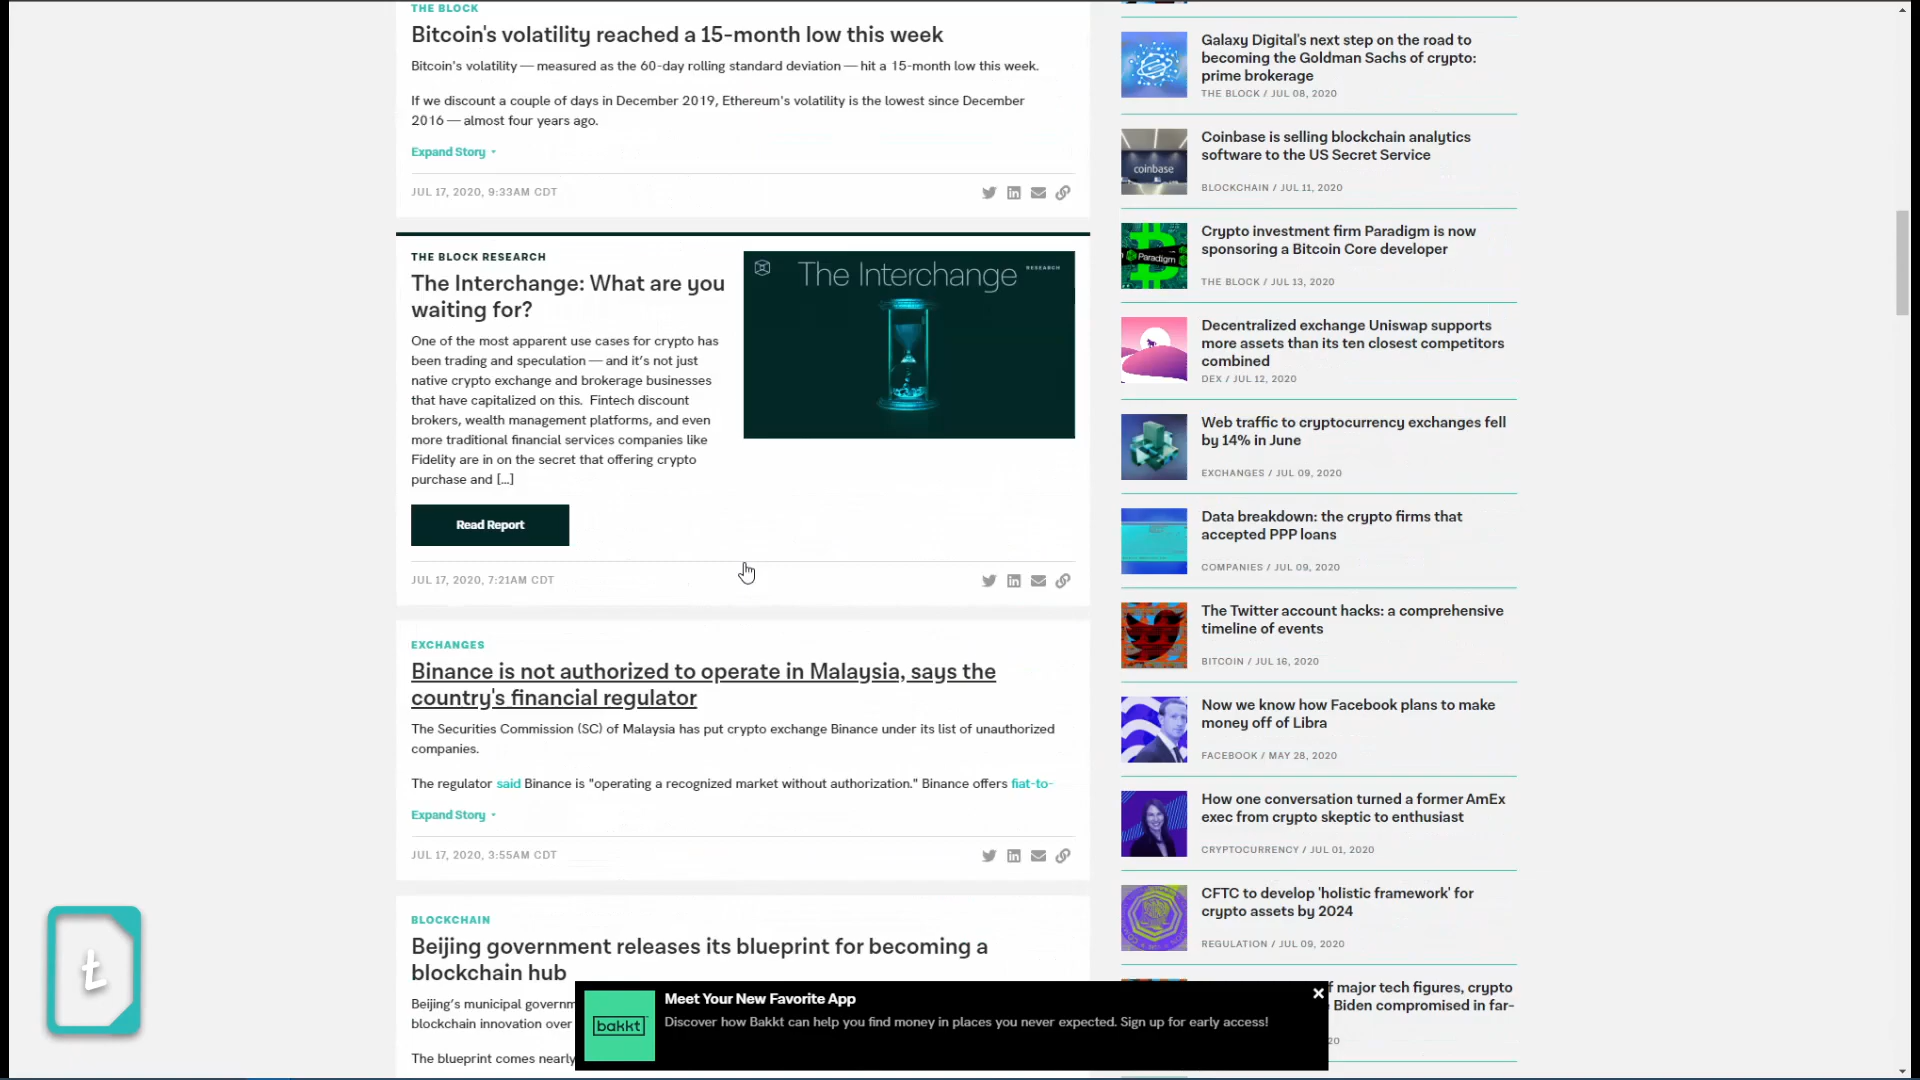 THE BLOCK
Bitcoin's volatility reached a 15-month low this week
Bitcoin's volatility — measured as the 60-day rolling standard deviation — hit a 15-month low this week.
If we discount a couple of days in December 2019, Ethereum's volatility is the lowest since December
2016 — almost four years ago.
Expand Story
JUL 17, 2020, 9:33AM CDT
THE BLOCK RESEARCH
The Interchange: What are you
waiting for?
One of the most apparent use cases for crypto has
been trading and speculation — and it's not just
native crypto exchange and brokerage businesses
that have capitalized on this. Fintech discount
brokers, wealth management platforms, and even
more traditional financial services companies like
Fidelity are in on the secret that offering crypto
purchase and [...]
Read Report
The Interchange
RESEARCH
JUL 17, 2020, 7:21AM CDT
EXCHANGES
Binance is not authorized to operate in Malaysia, says the
country's financial regulator
The Securities Commission (SC) of Malaysia has put crypto exchange Binance under its list of unauthorized
companies.
The regulator said Binance is "operating a recognized market without authorization." Binance offers fiat-to-
Expand Story
JUL 17, 2020, 3:55AM CDT
BLOCKCHAIN
Beijing government releases its blueprint for becoming a
blockchain hub
Beijing's municipal governm
blockchain innovation over
The blueprint comes nearly
Galaxy Digital's next step on the road to
becoming the Goldman Sachs of crypto:
prime brokerage
THE BLOCK / JUL 08, 2020
coinbase
Coinbase is selling blockchain analytics
software to the US Secret Service
BLOCKCHAIN / JUL 11, 2020
Paradigm
Crypto investment firm Paradigm is now
sponsoring a Bitcoin Core developer
THE BLOCK / JUL 13, 2020
Decentralized exchange Uniswap supports
more assets than its ten closest competitors
combined
DEX / JUL 12, 2020
Web traffic to cryptocurrency exchanges fell
by 14% in June
EXCHANGES / JUL 09, 2020
Data breakdown: the crypto firms that
accepted PPP loans
COMPANIES / JUL 09, 2020
The Twitter account hacks: a comprehensive
timeline of events
BITCOIN / JUL 16, 2020
Now we know how Facebook plans to make
money off of Libra
FACEBOOK / MAY 28, 2020
How one conversation turned a former AmEx
exec from crypto skeptic to enthusiast
CRYPTOCURRENCY / JUL 01, 2020
CFTC to develop 'holistic framework' for
crypto assets by 2024
REGULATION / JUL 09, 2020
f major tech figures, crypto
Biden compromised in far-
20
bakkt
Meet Your New Favorite App
Discover how Bakkt can help you find money in places you never expected. Sign up for early access!